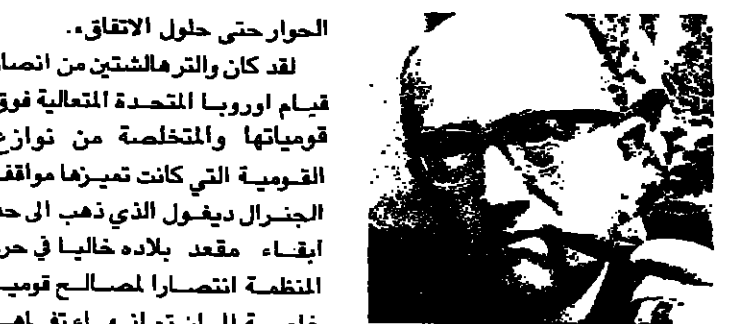 الحوار حتى حلول الاتفاق».
لقد كان والتر هالشتين من انصار
قيام اوروبا المتحدة المتعالية فوق
قومياتها والمتخلصة من نوازع
القومية التي كانت تميزها مواقف
الجنرال ديغول الذي ذهب الى حد
ابقاء مقعد بلاده خاليا في حرم
المنظمة انتصارا لمصالح قومية